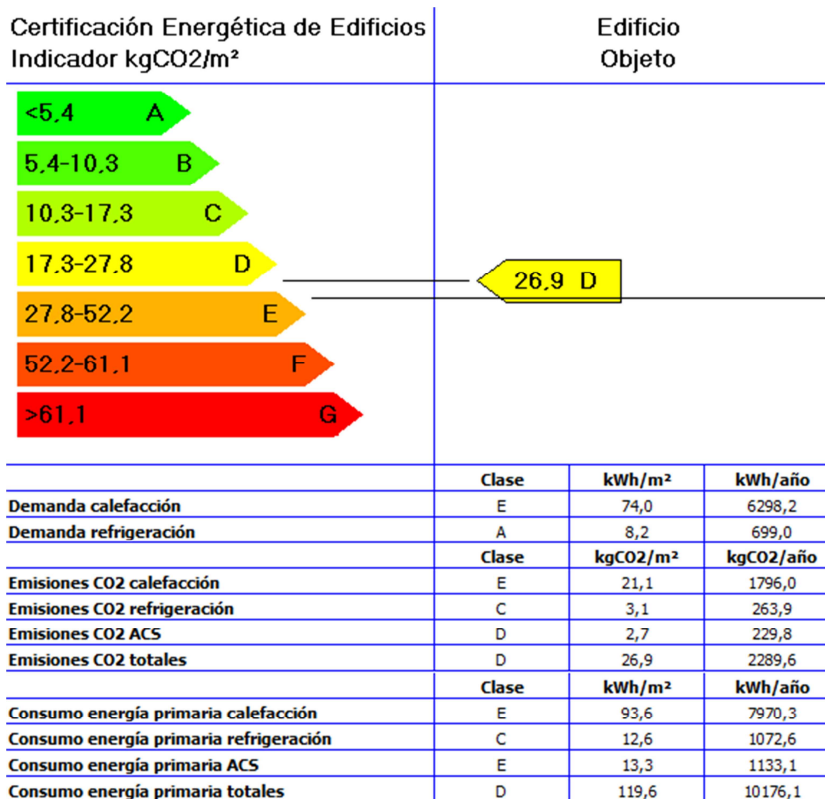 Certificación Energética de Edificios
Indicador kgCO2/m²
Edificio
Objeto
<5,4 A
5,4-10,3 B
10,3-17,3 C
17,3-27,8 D
26,9 D
27,8-52,2 E
52,2-61,1 F
>61,1 G
Clase kWh/m² kWh/año
Demanda calefacción E 74,0 6298,2
Demanda refrigeración A 8,2 699,0
Clase kgCO2/m² kgCO2/año
Emisiones CO2 calefacción E 21,1 1796,0
Emisiones CO2 refrigeración C 3,1 263,9
Emisiones CO2 ACS D 2,7 229,8
Emisiones CO2 totales D 26,9 2289,6
Clase kWh/m² kWh/año
Consumo energía primaria calefacción E 93,6 7970,3
Consumo energía primaria refrigeración C 12,6 1072,6
Consumo energía primaria ACS E 13,3 1133,1
Consumo energía primaria totales D 119,6 10176,1